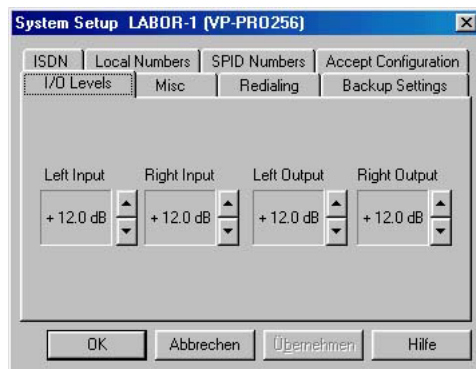 System Setup LABOR-1 (VP-PRO256)
ISDN Local Numbers SPID Numbers Accept Configuration
I/O Levels Misc Redialing Backup Settings
Left Input Right Input Left Output Right Output
+ 12.0 dB + 12.0 dB + 12.0 dB + 12.0 dB
OK Abbrechen Übernehmen Hilfe